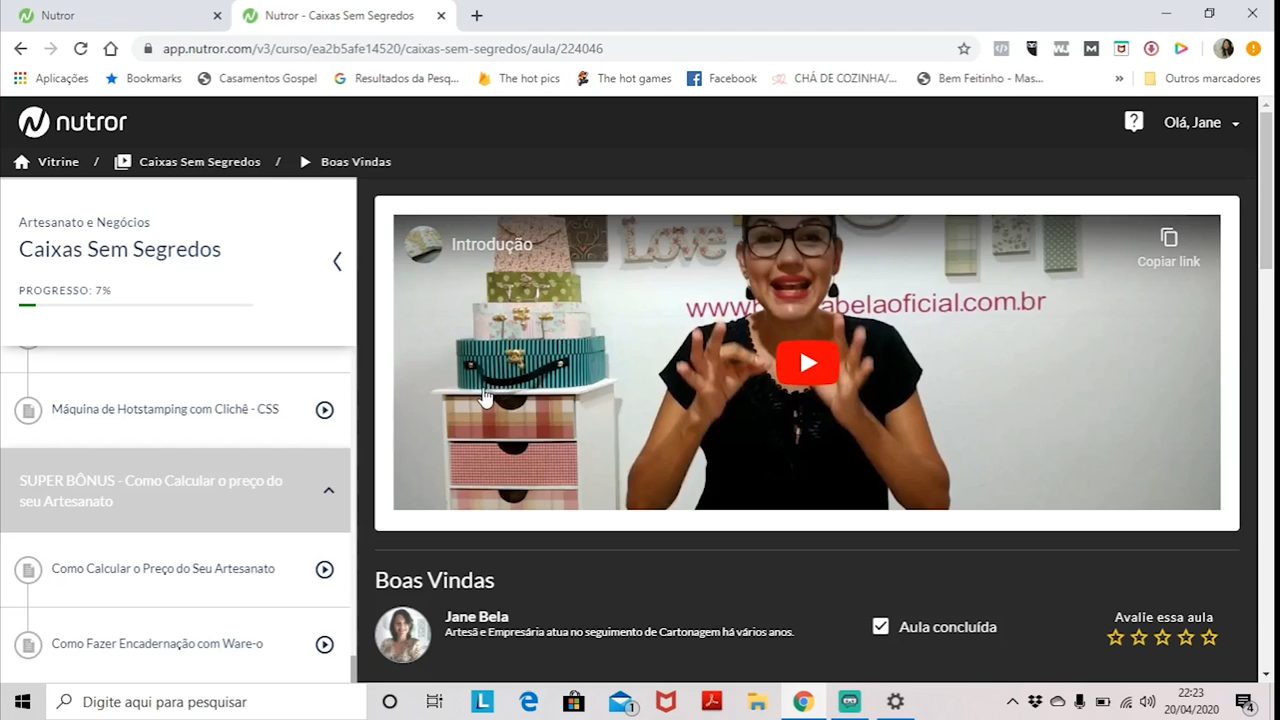 Nutror
Nutror - Caixas Sem Segredos
app.nutror.com/v3/curso/ea2b5afe14520/caixas-sem-segredos/aula/224046
Aplicações
Bookmarks
Casamentos Gospel
Resultados da Pesq...
The hot pics
The hot games
Facebook
CHÁ DE COZINHA/...
Bem Feitinho - Mas...
»
Outros marcadores
nutror
Olá, Jane
Vitrine / Caixas Sem Segredos / Boas Vindas
Artesanato e Negócios
Caixas Sem Segredos
PROGRESSO: 7%
Máquina de Hotstamping com Clichê - CSS
SUPER BÔNUS - Como Calcular o preço do
seu Artesanato
Como Calcular o Preço do Seu Artesanato
Como Fazer Encadernação com Ware-o
Introdução
Copiar link
LOVE
abelaoficial.com.br
Boas Vindas
Jane Bela
Artesã e Empresária atua no seguimento de Cartonagem há vários anos.
Aula concluída
Avalie essa aula
Digite aqui para pesquisar
22:23
20/04/2020